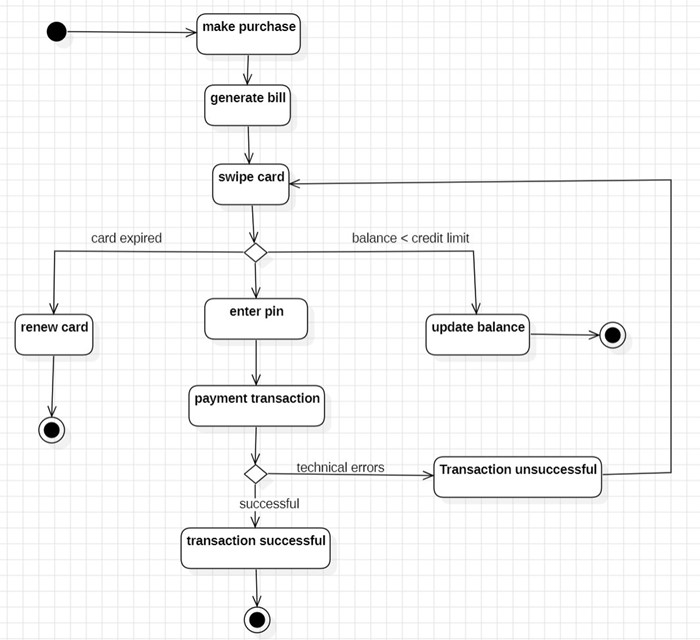 make purchase
generate bill
swipe card
card expired
balance < credit limit
enter pin
renew card
update balance
payment transaction
technical errors
Transaction unsuccessful
successful
transaction successful